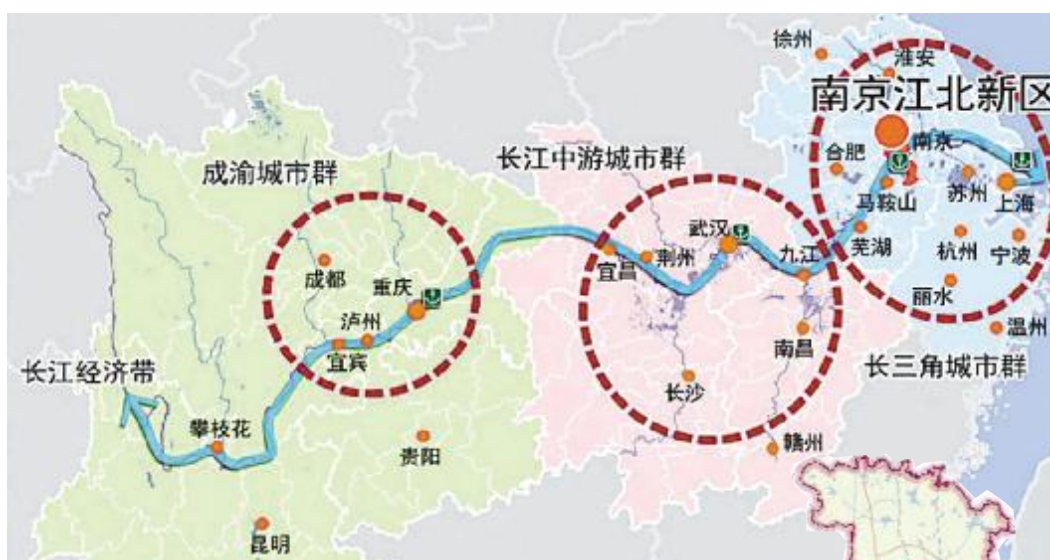 徐州
淮安
南京江北新区
南京
合肥
长江中游城市群
成渝城市群
马鞍山
苏州
上海
武汉
芜湖
杭州
宁波
宜昌
荆州
九江
成都
重庆
丽水
泸州
温州
宜宾
南昌
长江经济带
长三角城市群
长沙
攀枝花
贵阳
赣州
昆明